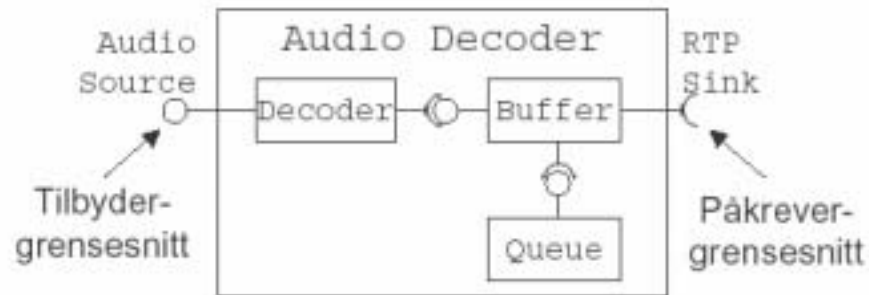 Audio
Source
Audio Decoder
RTP
Sink
Decoder
Buffer
Tilbyder-
grensesnitt
Queue
Påkrever-
grensesnitt